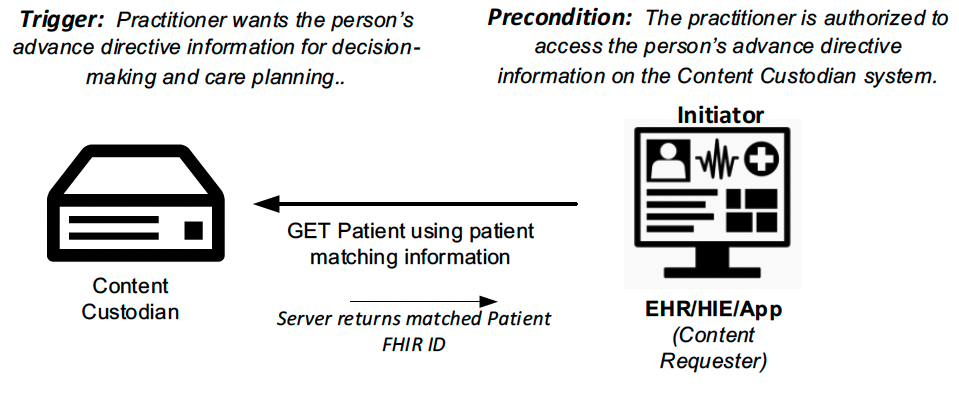 Trigger: Practitioner wants the person's
advance directive information for decision-
making and care planning..
Precondition: The practitioner is authorized to
access the person's advance directive
information on the Content Custodian system.
Initiator
GET Patient using patient
matching information
Content
Custodian
Server returns matched Patient
FHIR ID
EHR/HIE/App
(Content
Requester)